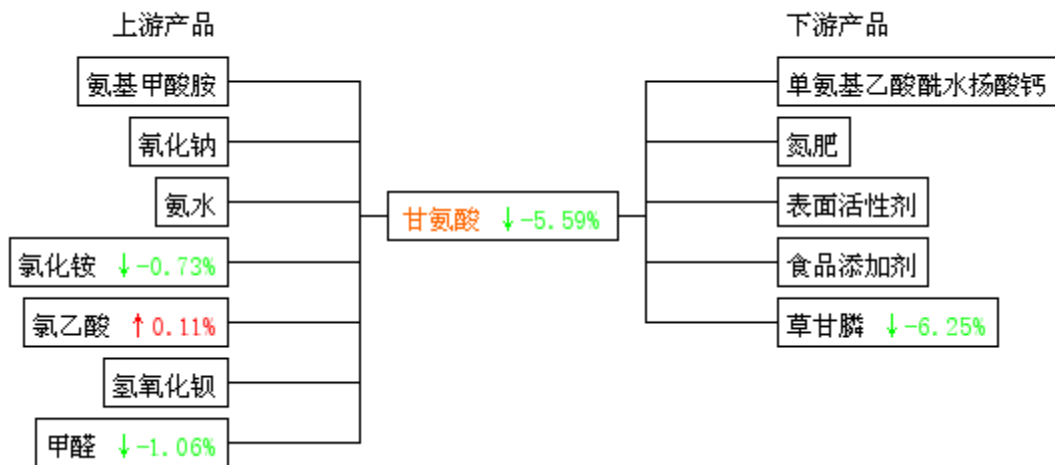 上游产品
氨基甲酸胺
氰化钠
氨水
氯化铵 ↓-0.73%
氯乙酸 ↑0.11%
氢氧化钡
甲醛 ↓-1.06%
甘氨酸 ↓-5.59%
下游产品
单氨基乙酸酰水扬酸钙
氮肥
表面活性剂
食品添加剂
草甘膦 ↓-6.25%